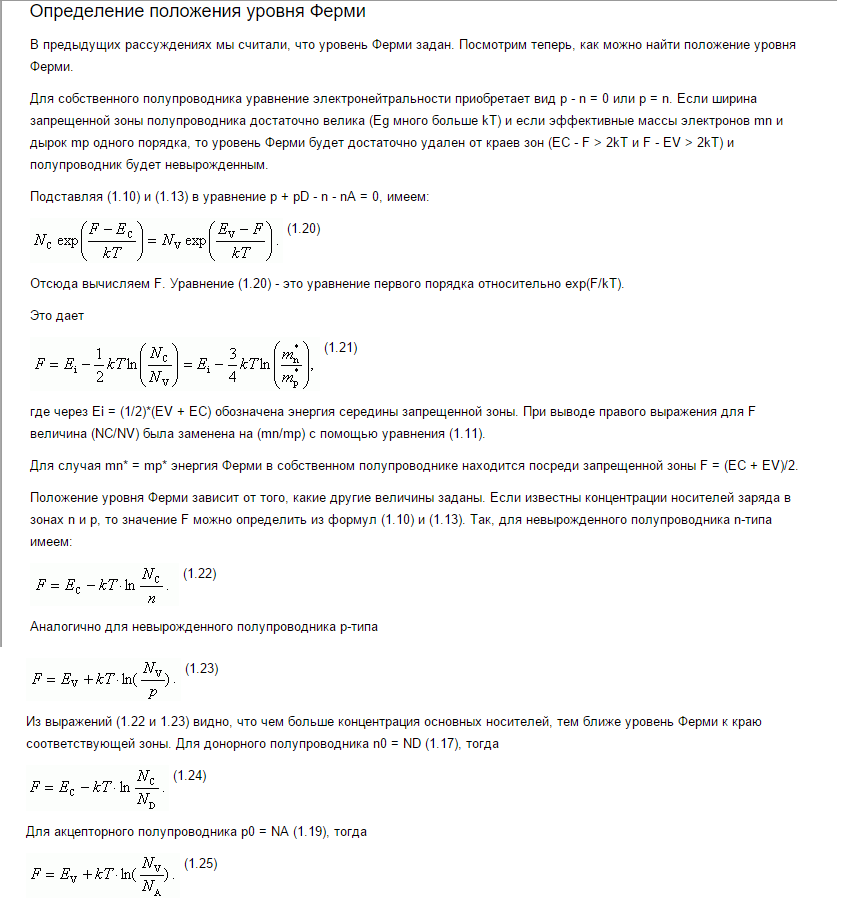 Определение положения уровня Ферми
В предыдущих рассуждениях мы считали, что уровень Ферми задан. Посмотрим теперь, как можно найти положение уровня
Ферми.
Для собственного полупроводника уравнение электронейтральности приобретает вид p - n = 0 или p = n. Если ширина
запрещенной зоны полупроводника достаточно велика (Eg много больше kT) и если эффективные массы электронов mn и
дырок mp одного порядка, то уровень Ферми будет достаточно удален от краев зон (EC - F > 2kT и F - EV > 2kT) и
полупроводник будет невырожденным.
Подставляя (1.10) и (1.13) в уравнение p + pD - n - nA = 0, имеем:
N_C exp((F − E_C)/kT) = N_V exp((E_V − F)/kT). (1.20)
Отсюда вычисляем F. Уравнение (1.20) - это уравнение первого порядка относительно exp(F/kT).
Это дает
F = E_i − 1/2 kT ln(N_C/N_V) = E_i − 3/4 kT ln(m_n*/m_p*), (1.21)
где через Ei = (1/2)*(EV + EC) обозначена энергия середины запрещенной зоны. При выводе правого выражения для F
величина (NC/NV) была заменена на (mn/mp) с помощью уравнения (1.11).
Для случая mn* = mp* энергия Ферми в собственном полупроводнике находится посреди запрещенной зоны F = (EC + EV)/2.
Положение уровня Ферми зависит от того, какие другие величины заданы. Если известны концентрации носителей заряда в
зонах n и p, то значение F можно определить из формул (1.10) и (1.13). Так, для невырожденного полупроводника n-типа
имеем:
F = E_C − kT·ln N_C/n. (1.22)
Аналогично для невырожденного полупроводника p-типа
F = E_V + kT·ln(N_V/p). (1.23)
Из выражений (1.22 и 1.23) видно, что чем больше концентрация основных носителей, тем ближе уровень Ферми к краю
соответствующей зоны. Для донорного полупроводника n0 = ND (1.17), тогда
F = E_C − kT·ln N_C/N_D. (1.24)
Для акцепторного полупроводника p0 = NA (1.19), тогда
F = E_V + kT·ln(N_V/N_A). (1.25)